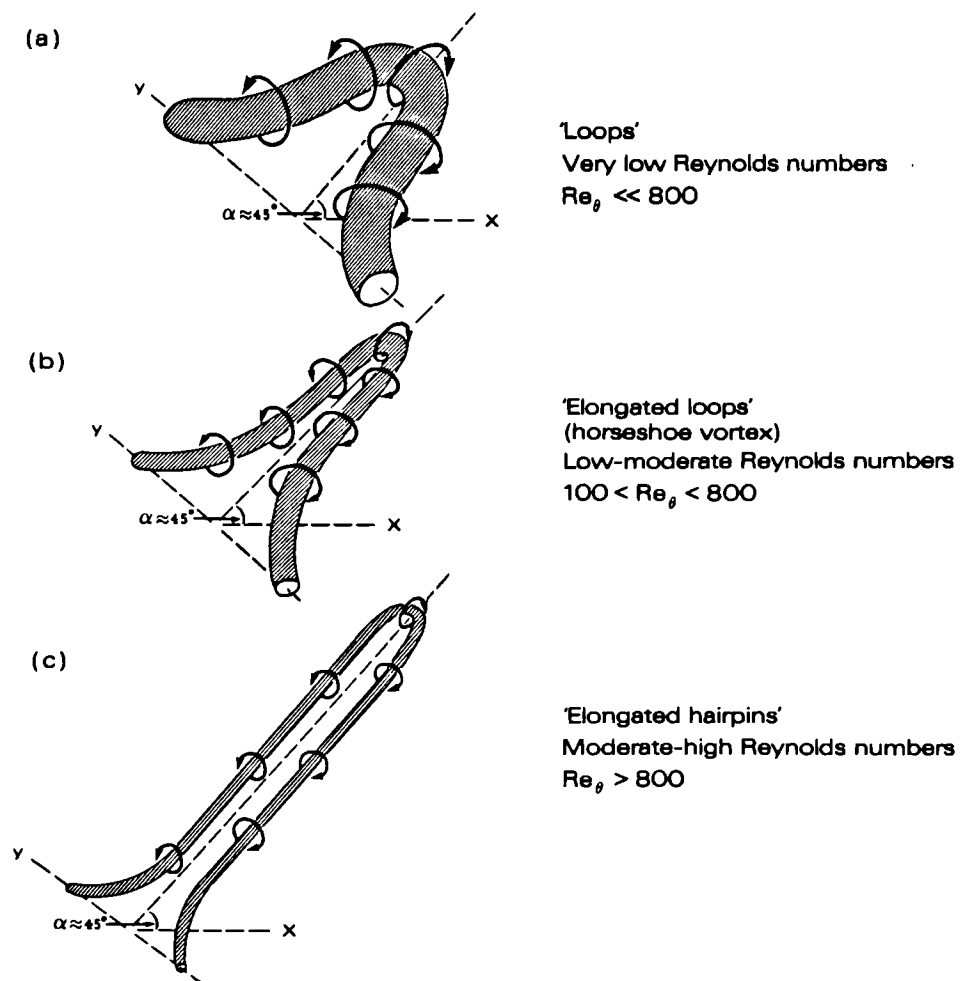 (a)
Y
α≈45°
X
'Loops'
Very low Reynolds numbers
Re_θ << 800
(b)
Y
α≈45°
X
'Elongated loops'
(horseshoe vortex)
Low-moderate Reynolds numbers
100 < Re_θ < 800
(c)
Y
α≈45°
X
'Elongated hairpins'
Moderate-high Reynolds numbers
Re_θ > 800